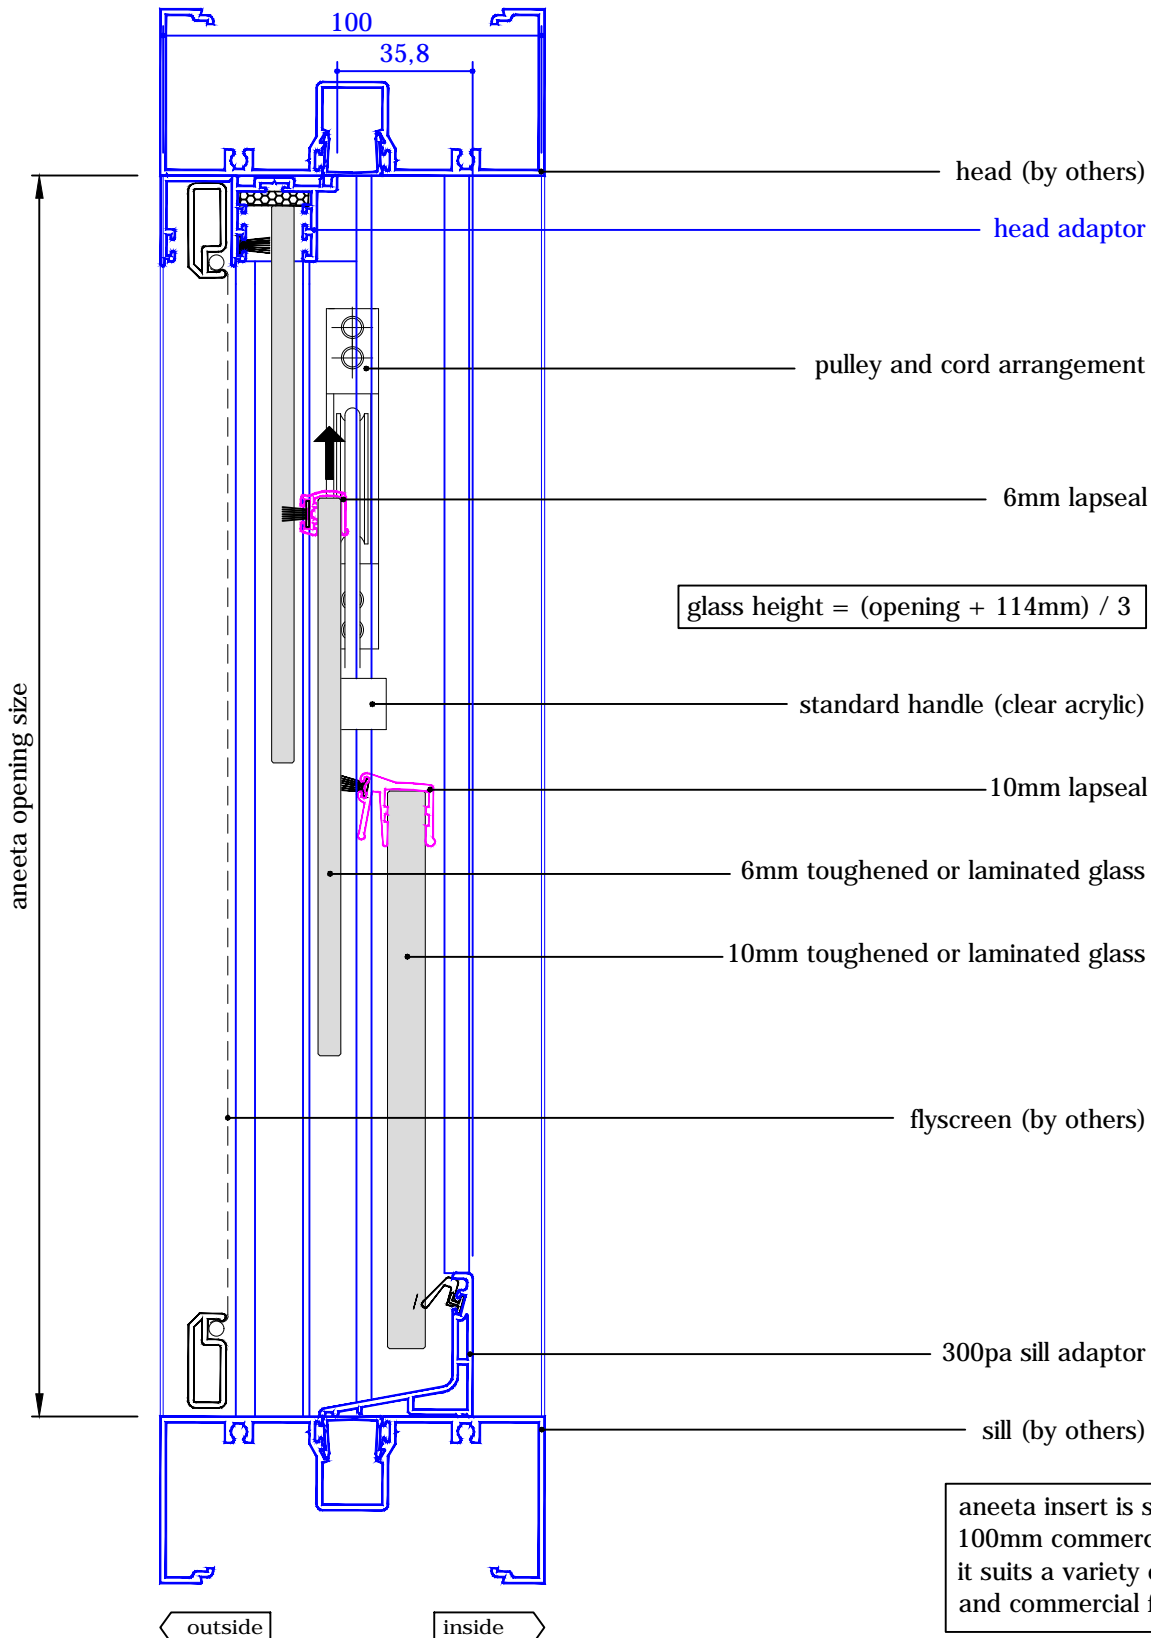 100
35,8
head (by others)
head adaptor
pulley and cord arrangement
6mm lapseal
glass height = (opening + 114mm) / 3
standard handle (clear acrylic)
10mm lapseal
aneeta opening size
6mm toughened or laminated glass
10mm toughened or laminated glass
flyscreen (by others)
300pa sill adaptor
sill (by others)
aneeta insert is
100mm
it suits a variety
and commercial
outside
inside